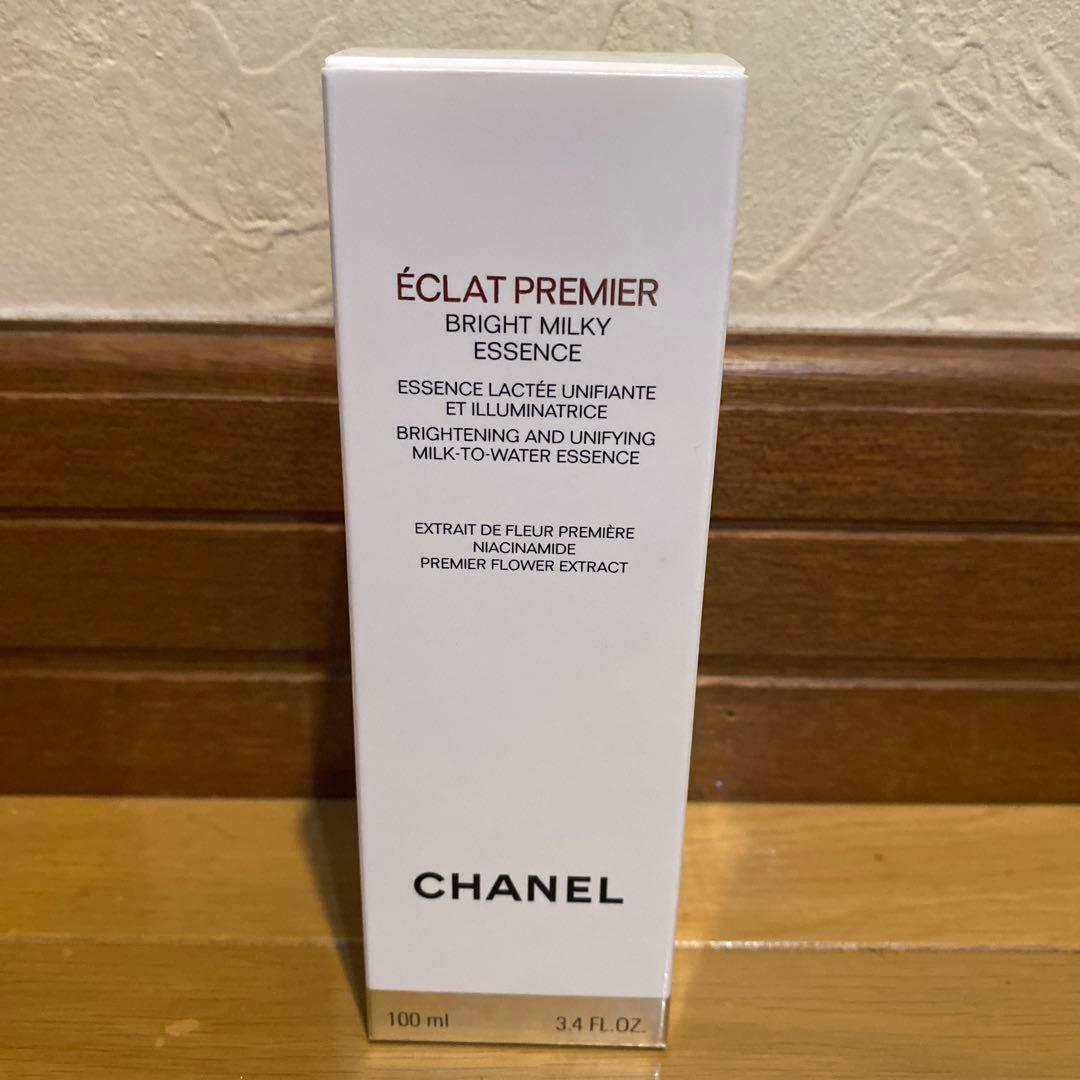 ÉCLAT PREMIER
BRIGHT MILKY
ESSENCE
ESSENCE LACTÉE UNIFIANTE
ET ILLUMINATRICE
BRIGHTENING AND UNIFYING
MILK-TO-WATER ESSENCE
EXTRAIT DE FLEUR PREMIÈRE
NIACINAMIDE
PREMIER FLOWER EXTRACT
CHANEL
100 ml 3.4 FL.OZ.